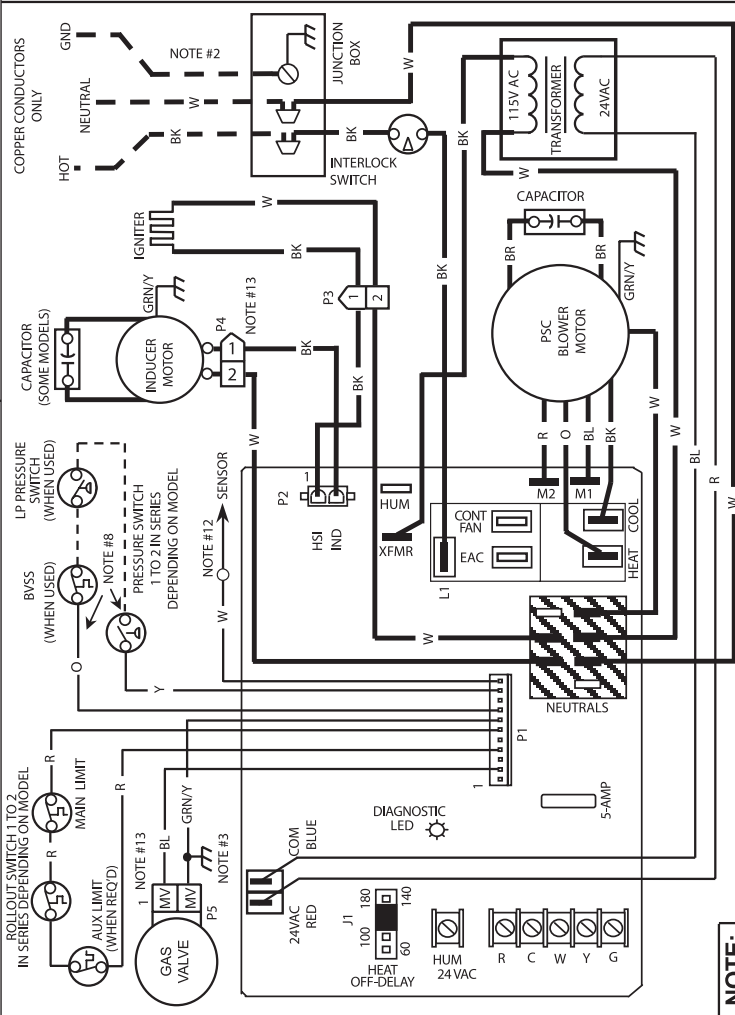 COPPER CONDUCTORS
ONLY
GND
NEUTRAL
HOT
NOTE #2
W
BK
JUNCTION
BOX
BK
INTERLOCK
SWITCH
W
BK
115V AC
TRANSFORMER
24VAC
W
IGNITER
W
BK
CAPACITOR
BR
BR
GRN/Y
PSC
BLOWER
MOTOR
BK
CAPACITOR
(SOME MODELS)
GRN/Y
INDUCER
MOTOR
P4
1
2
NOTE #13
P3
1
2
BK
BK
W
R
O
BL
BK
W
W
BL
R
W
LP PRESSURE
SWITCH
(WHEN USED)
BVSS
(WHEN USED)
NOTE #8
PRESSURE SWITCH
1 TO 2 IN SERIES
DEPENDING ON MODEL
NOTE #12
SENSOR
W
P2
1
HSI
IND
HUM
XFMR
CONT
FAN
EAC
L1
M2
M1
COOL
HEAT
W
O
Y
NEUTRALS
ROLLOUT SWITCH 1 TO 2
IN SERIES DEPENDING ON MODEL
R
MAIN LIMIT
R
R
AUX LIMIT
(WHEN REQ'D)
NOTE #13
BL
GRN/Y
NOTE #3
1
MV
MV
P5
GAS
VALVE
P1
1
DIAGNOSTIC
LED
5-AMP
COM
BLUE
24VAC
RED
J1
100
180
60
140
HEAT
OFF-DELAY
HUM
24 VAC
R
C
W
Y
G
NOTE: